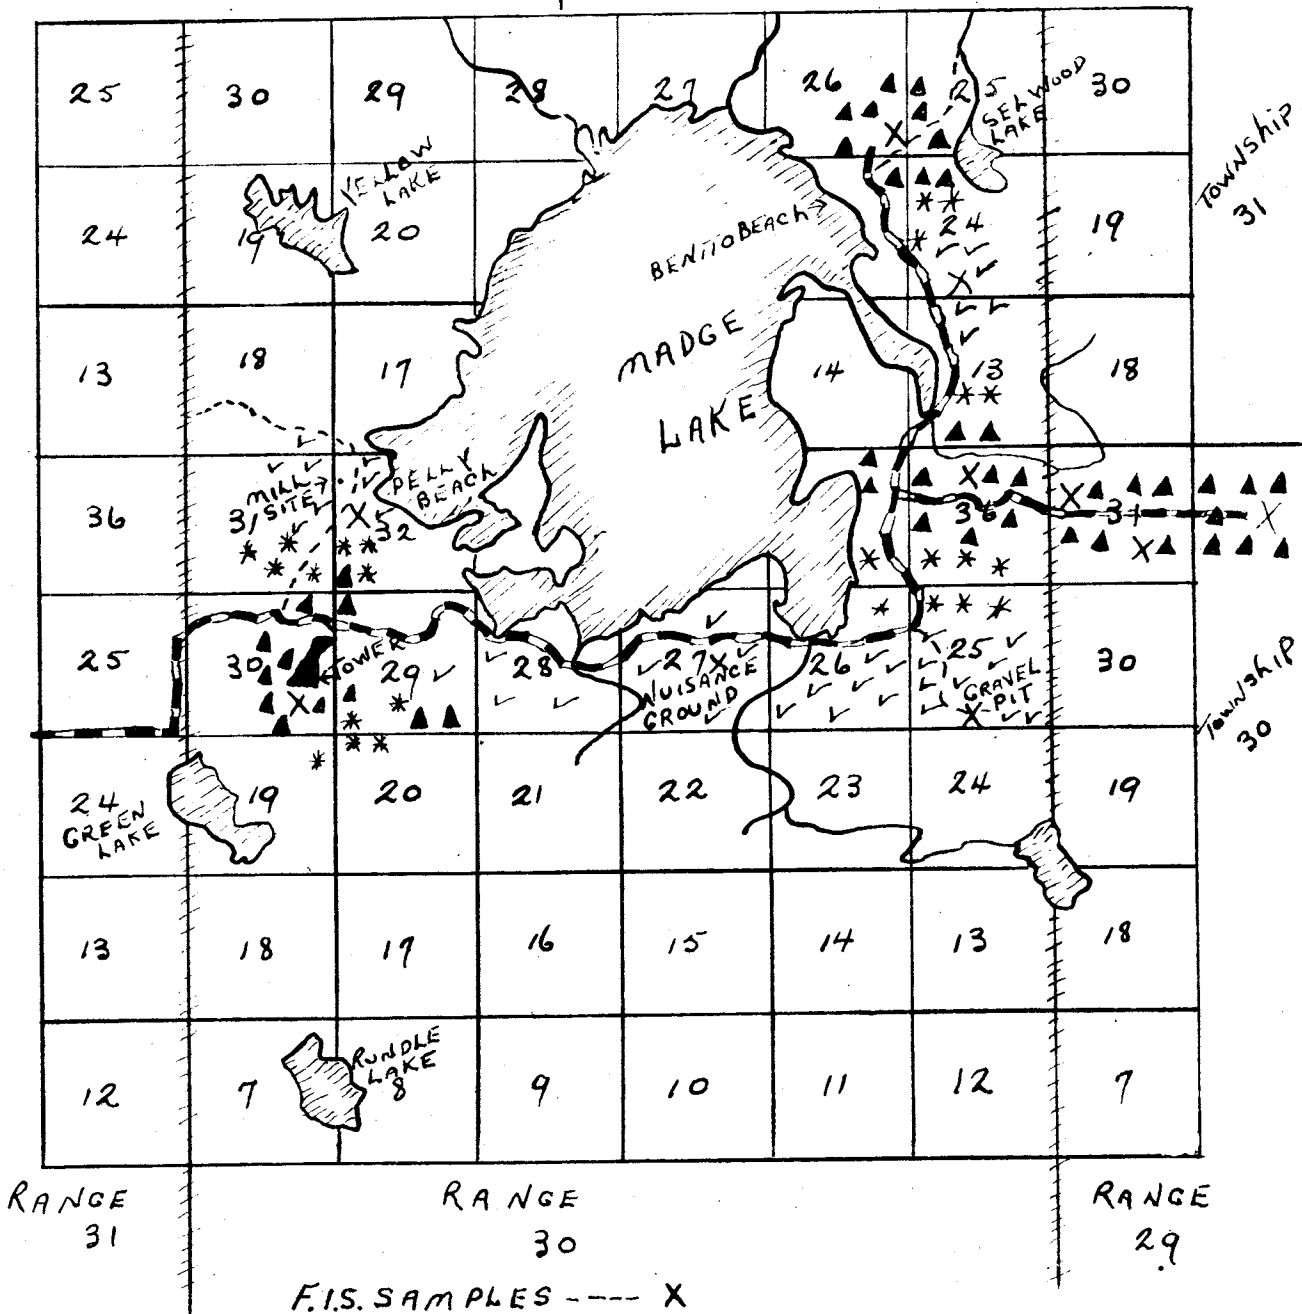 25 30 29 28 27 26 25 30
SELWOOD
LAKE
YELLOW
LAKE
TOWNSHIP
31
24 19 20 24 19
BENITO BEACH→
MADGE
LAKE
13 18 17 14 13 18
PELLY
BEACH
MILL→
SITE
36 31 32 36 31
25 30 29 28 27 26 25 30
←TOWER
NUISANCE
GROUND
GRAVEL
PIT
TOWNSHIP
30
24 19 20 21 22 23 24 19
GREEN
LAKE
13 18 17 16 15 14 13 18
RUNDLE
LAKE
12 7 8 9 10 11 12 7
RANGE RANGE RANGE
31 30 29
F.I.S. SAMPLES ---- X